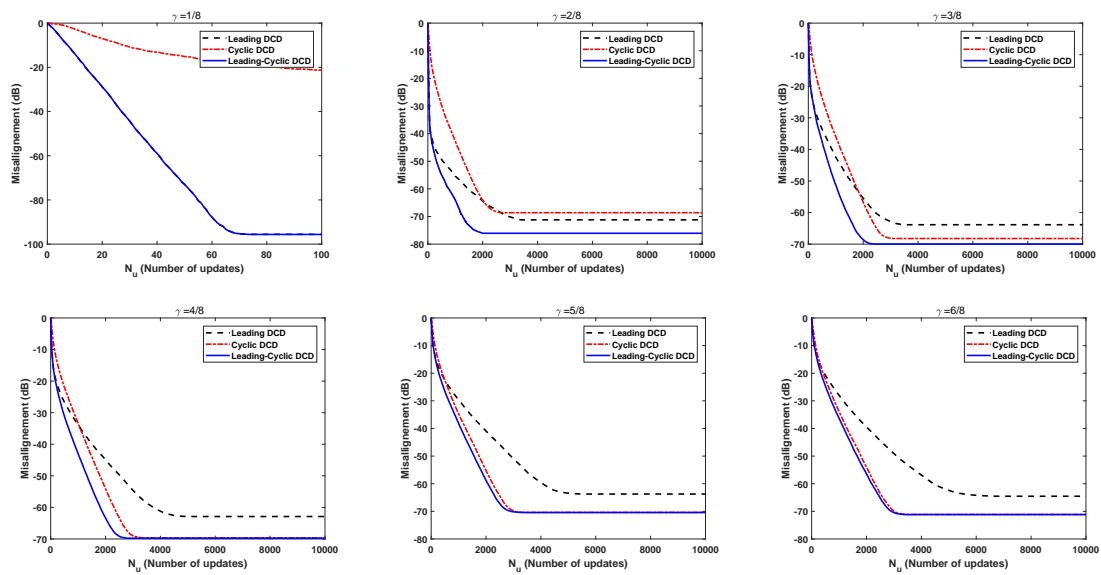 γ =1/8
0
-20
-40
-60
-80
-100
Misallignement (dB)
0 20 40 60 80 100
N_u (Number of updates)
Leading DCD
Cyclic DCD
Leading-Cyclic DCD
γ =2/8
0
-10
-20
-30
-40
-50
-60
-70
-80
Misallignement (dB)
0 2000 4000 6000 8000 10000
N_u (Number of updates)
Leading DCD
Cyclic DCD
Leading-Cyclic DCD
γ =3/8
0
-10
-20
-30
-40
-50
-60
-70
Misallignement (dB)
0 2000 4000 6000 8000 10000
N_u (Number of updates)
Leading DCD
Cyclic DCD
Leading-Cyclic DCD
γ =4/8
0
-10
-20
-30
-40
-50
-60
-70
Misallignement (dB)
0 2000 4000 6000 8000 10000
N_u (Number of updates)
Leading DCD
Cyclic DCD
Leading-Cyclic DCD
γ =5/8
0
-10
-20
-30
-40
-50
-60
-70
-80
Misallignement (dB)
0 2000 4000 6000 8000 10000
N_u (Number of updates)
Leading DCD
Cyclic DCD
Leading-Cyclic DCD
γ =6/8
0
-10
-20
-30
-40
-50
-60
-70
-80
Misallignement (dB)
0 2000 4000 6000 8000 10000
N_u (Number of updates)
Leading DCD
Cyclic DCD
Leading-Cyclic DCD